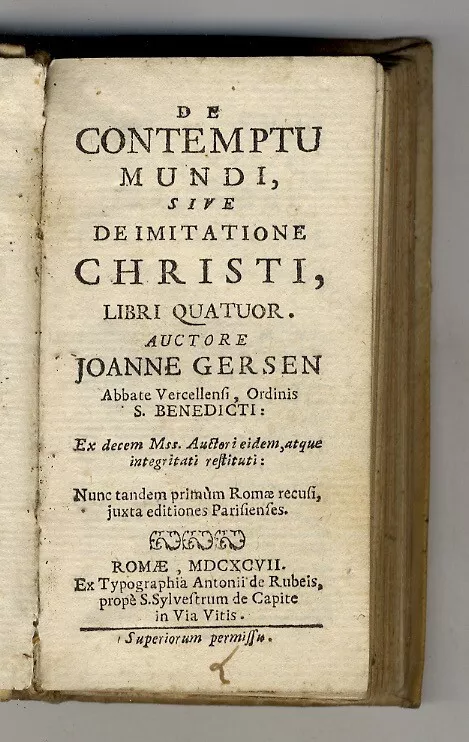 DE
CONTEMPTU
MUNDI,
SIVE
DE IMITATIONE
CHRISTI,
LIBRI QUATUOR.
AUCTORE
JOANNE GERSEN
Abbate Vercellenſi, Ordinis
S. BENEDICTI:
Ex decem Mss. Auctori eidem, atque
integritati reſtituti:
Nunc tandem primùm Romæ recuſi,
juxta editiones Pariſienſes.
ROMÆ, MDCXCVII.
Ex Typographia Antonii de Rubeis,
propè S. Sylveſtrum de Capite
in Via Vitis.
Superiorum permiſſu.